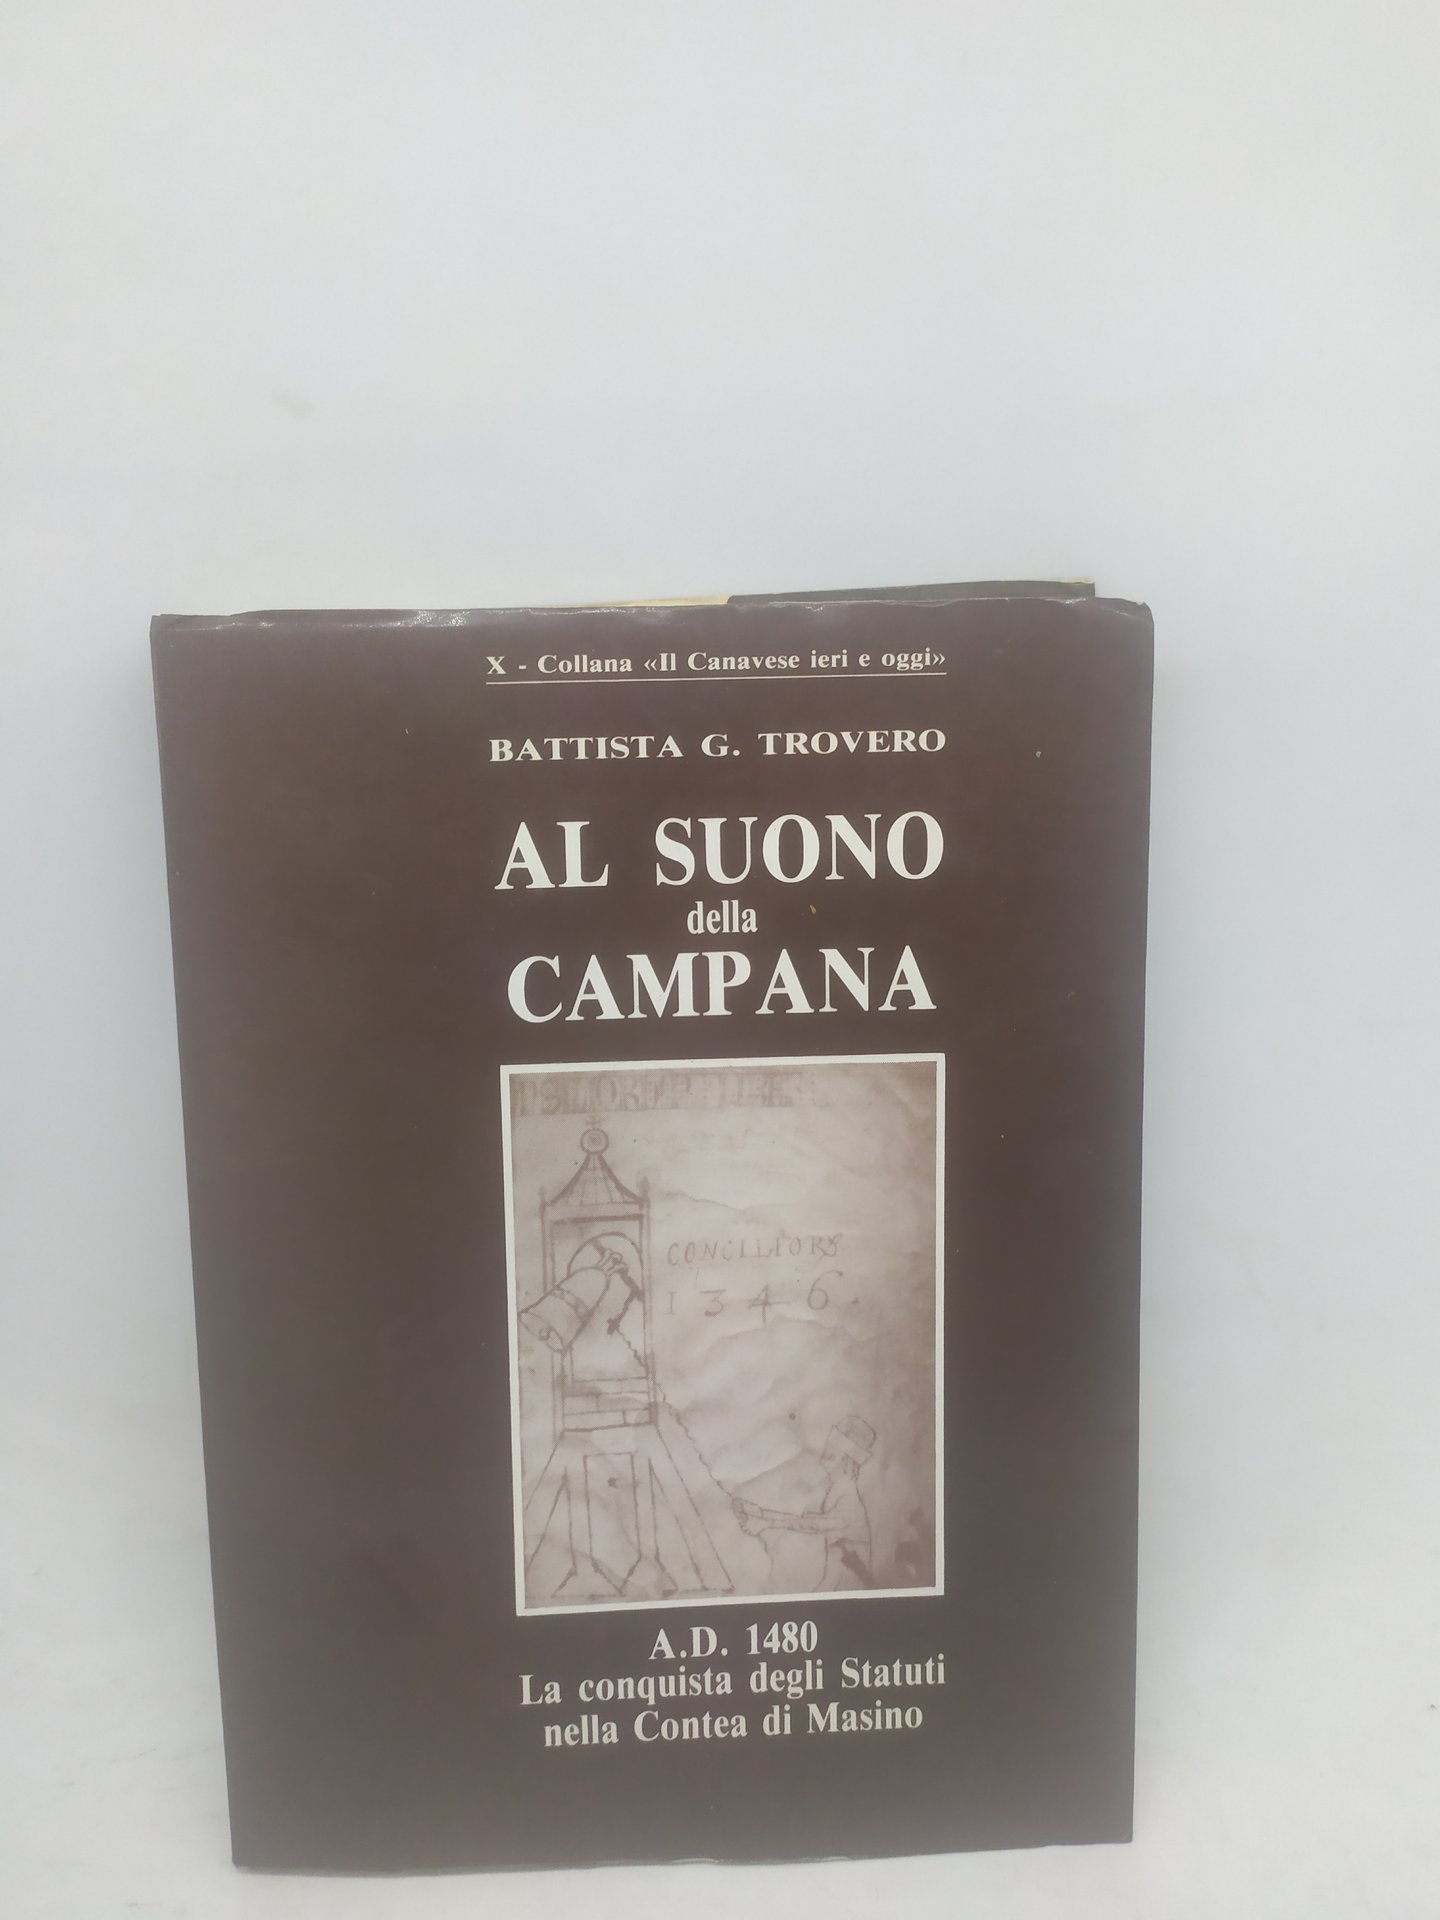 X - Collana «Il Canavese ieri e oggi»
BATTISTA G. TROVERO
AL SUONO
della
CAMPANA
CONCILIORS
1346.
A.D. 1480
La conquista degli Statuti
nella Contea di Masino